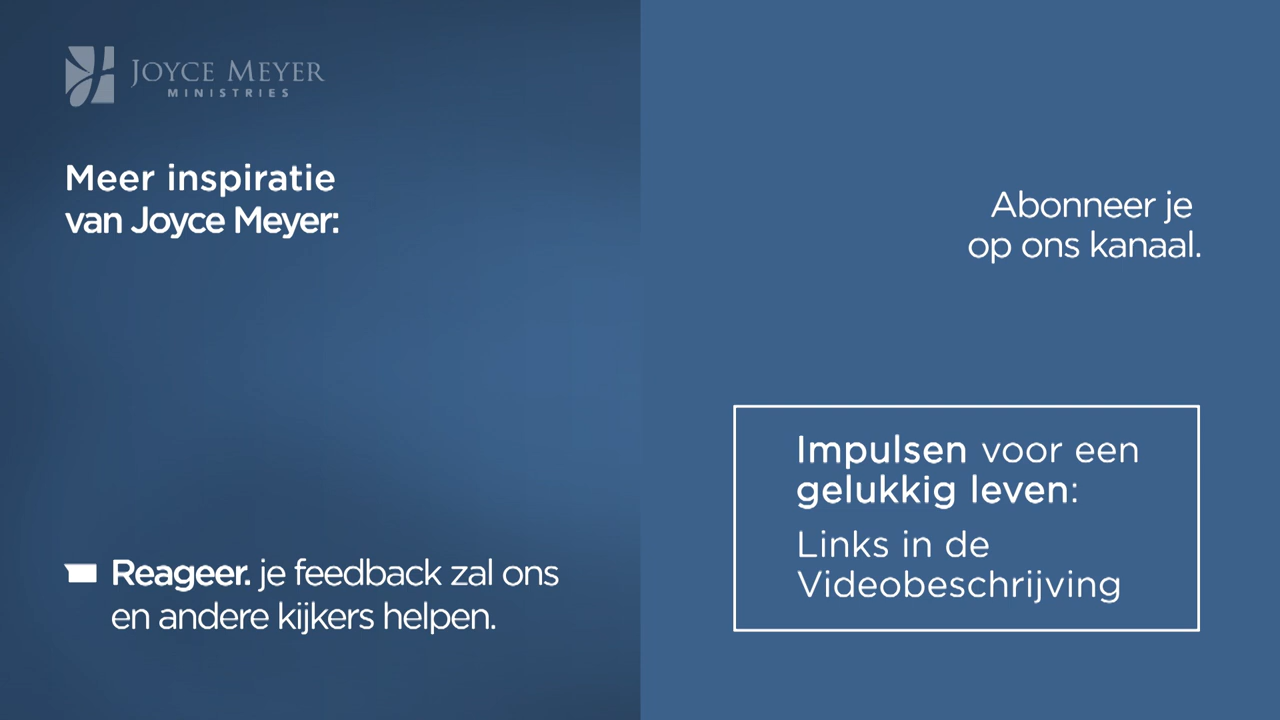 JOYCE MEYER
MINISTRIES
Meer inspiratie
van Joyce Meyer:
Reageer. je feedback zal ons
en andere kijkers helpen.
Abonneer je
op ons kanaal.
Impulsen voor een
gelukkig leven:
Links in de
Videobeschrijving